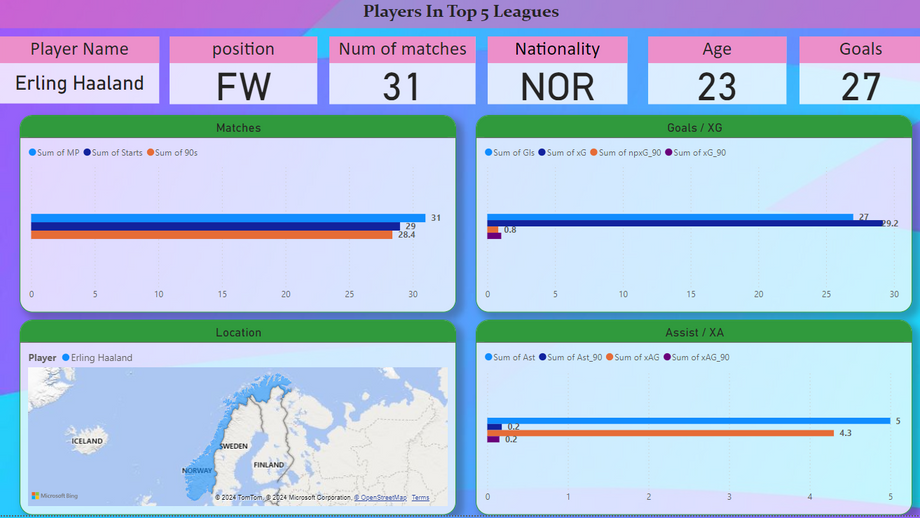 Players In Top 5 Leagues
Player Name
position
Num of matches
Nationality
Age
Goals
Erling Haaland
FW
31
NOR
23
27
Matches
Sum of MP Sum of Starts Sum of 90s
31
29
28.4
0 5 10 15 20 25 30
Goals / XG
Sum of Gls Sum of xG Sum of npxG_90 Sum of xG_90
27
29.2
0.8
0 5 10 15 20 25 30
Location
Player Erling Haaland
ICELAND
SWEDEN
FINLAND
NORWAY
Microsoft Bing
© 2024 TomTom, © 2024 Microsoft Corporation, © OpenStreetMap Terms
Assist / XA
Sum of Ast Sum of Ast_90 Sum of xAG Sum of xAG_90
5
0.2
4.3
0.2
0 1 2 3 4 5